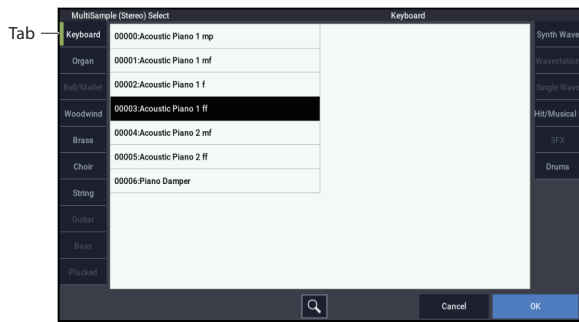 MultiSample (Stereo) Select
Keyboard
Tab
Keyboard
Organ
Bell/Mallet
Woodwind
Brass
Choir
String
Guitar
Bass
Plucked
00000:Acoustic Piano 1 mp
00001:Acoustic Piano 1 mf
00002:Acoustic Piano 1 f
00003:Acoustic Piano 1 ff
00004:Acoustic Piano 2 mf
00005:Acoustic Piano 2 ff
00006:Piano Damper
Synth Wave
Wavestation
Single Wave
Hit/Musical
SFX
Drums
Cancel
OK